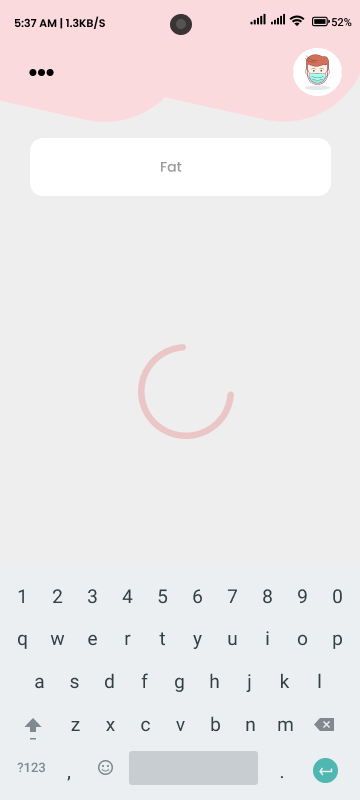 5:37 AM | 1.3KB/S
52%
Fat
1 2 3 4 5 6 7 8 9 0
q w e r t y u i o p
a s d f g h j k l
z x c v b n m
?123 , .